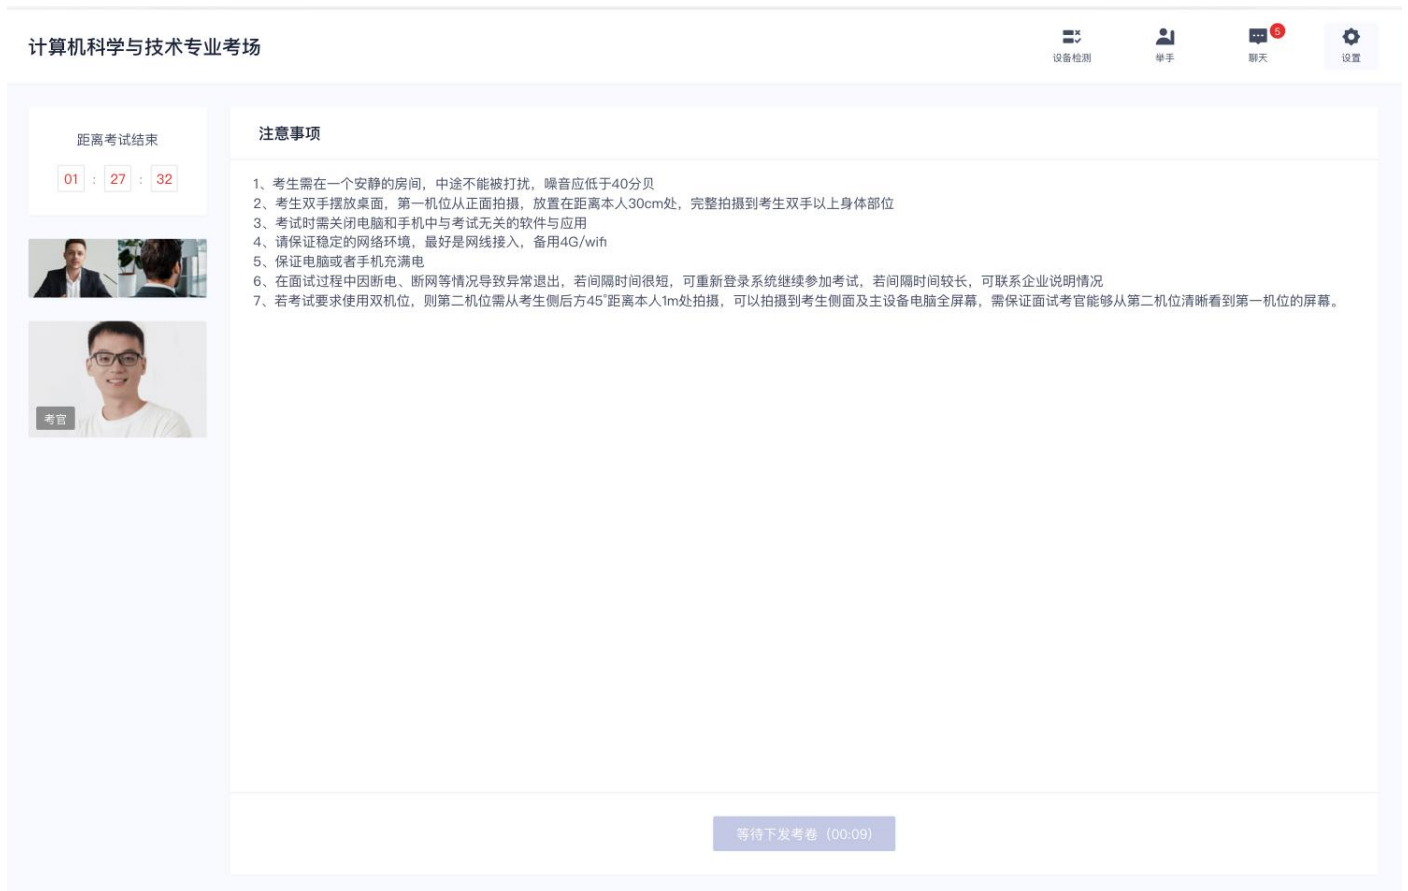 计算机科学与技术专业考场
设备检测
举手
5
聊天
设置
距离考试结束
01 : 27 : 32
考官
注意事项
1、考生需在一个安静的房间，中途不能被打扰，噪音应低于40分贝
2、考生双手摆放桌面，第一机位从正面拍摄，放置在距离本人30cm处，完整拍摄到考生双手以上身体部位
3、考试时需关闭电脑和手机中与考试无关的软件与应用
4、请保证稳定的网络环境，最好是网线接入，备用4G/wifi
5、保证电脑或者手机充满电
6、在面试过程中因断电、断网等情况导致异常退出，若间隔时间很短，可重新登录系统继续参加考试，若间隔时间较长，可联系企业说明情况
7、若考试要求使用双机位，则第二机位需从考生侧后方45°距离本人1m处拍摄，可以拍摄到考生侧面及主设备电脑全屏幕，需保证面试考官能够从第二机位清晰看到第一机位的屏幕。
等待下发考卷（00:09）